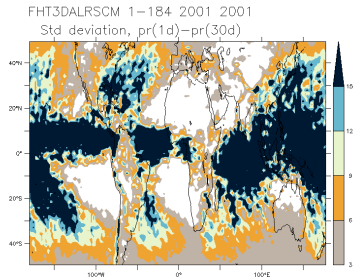 FHT3DALRSCM 1-184 2001 2001
Std deviation, pr(1d)-pr(30d)
40°N
20°N
0°
20°S
40°S
100°W
0°
100°E
15
12
9
6
3